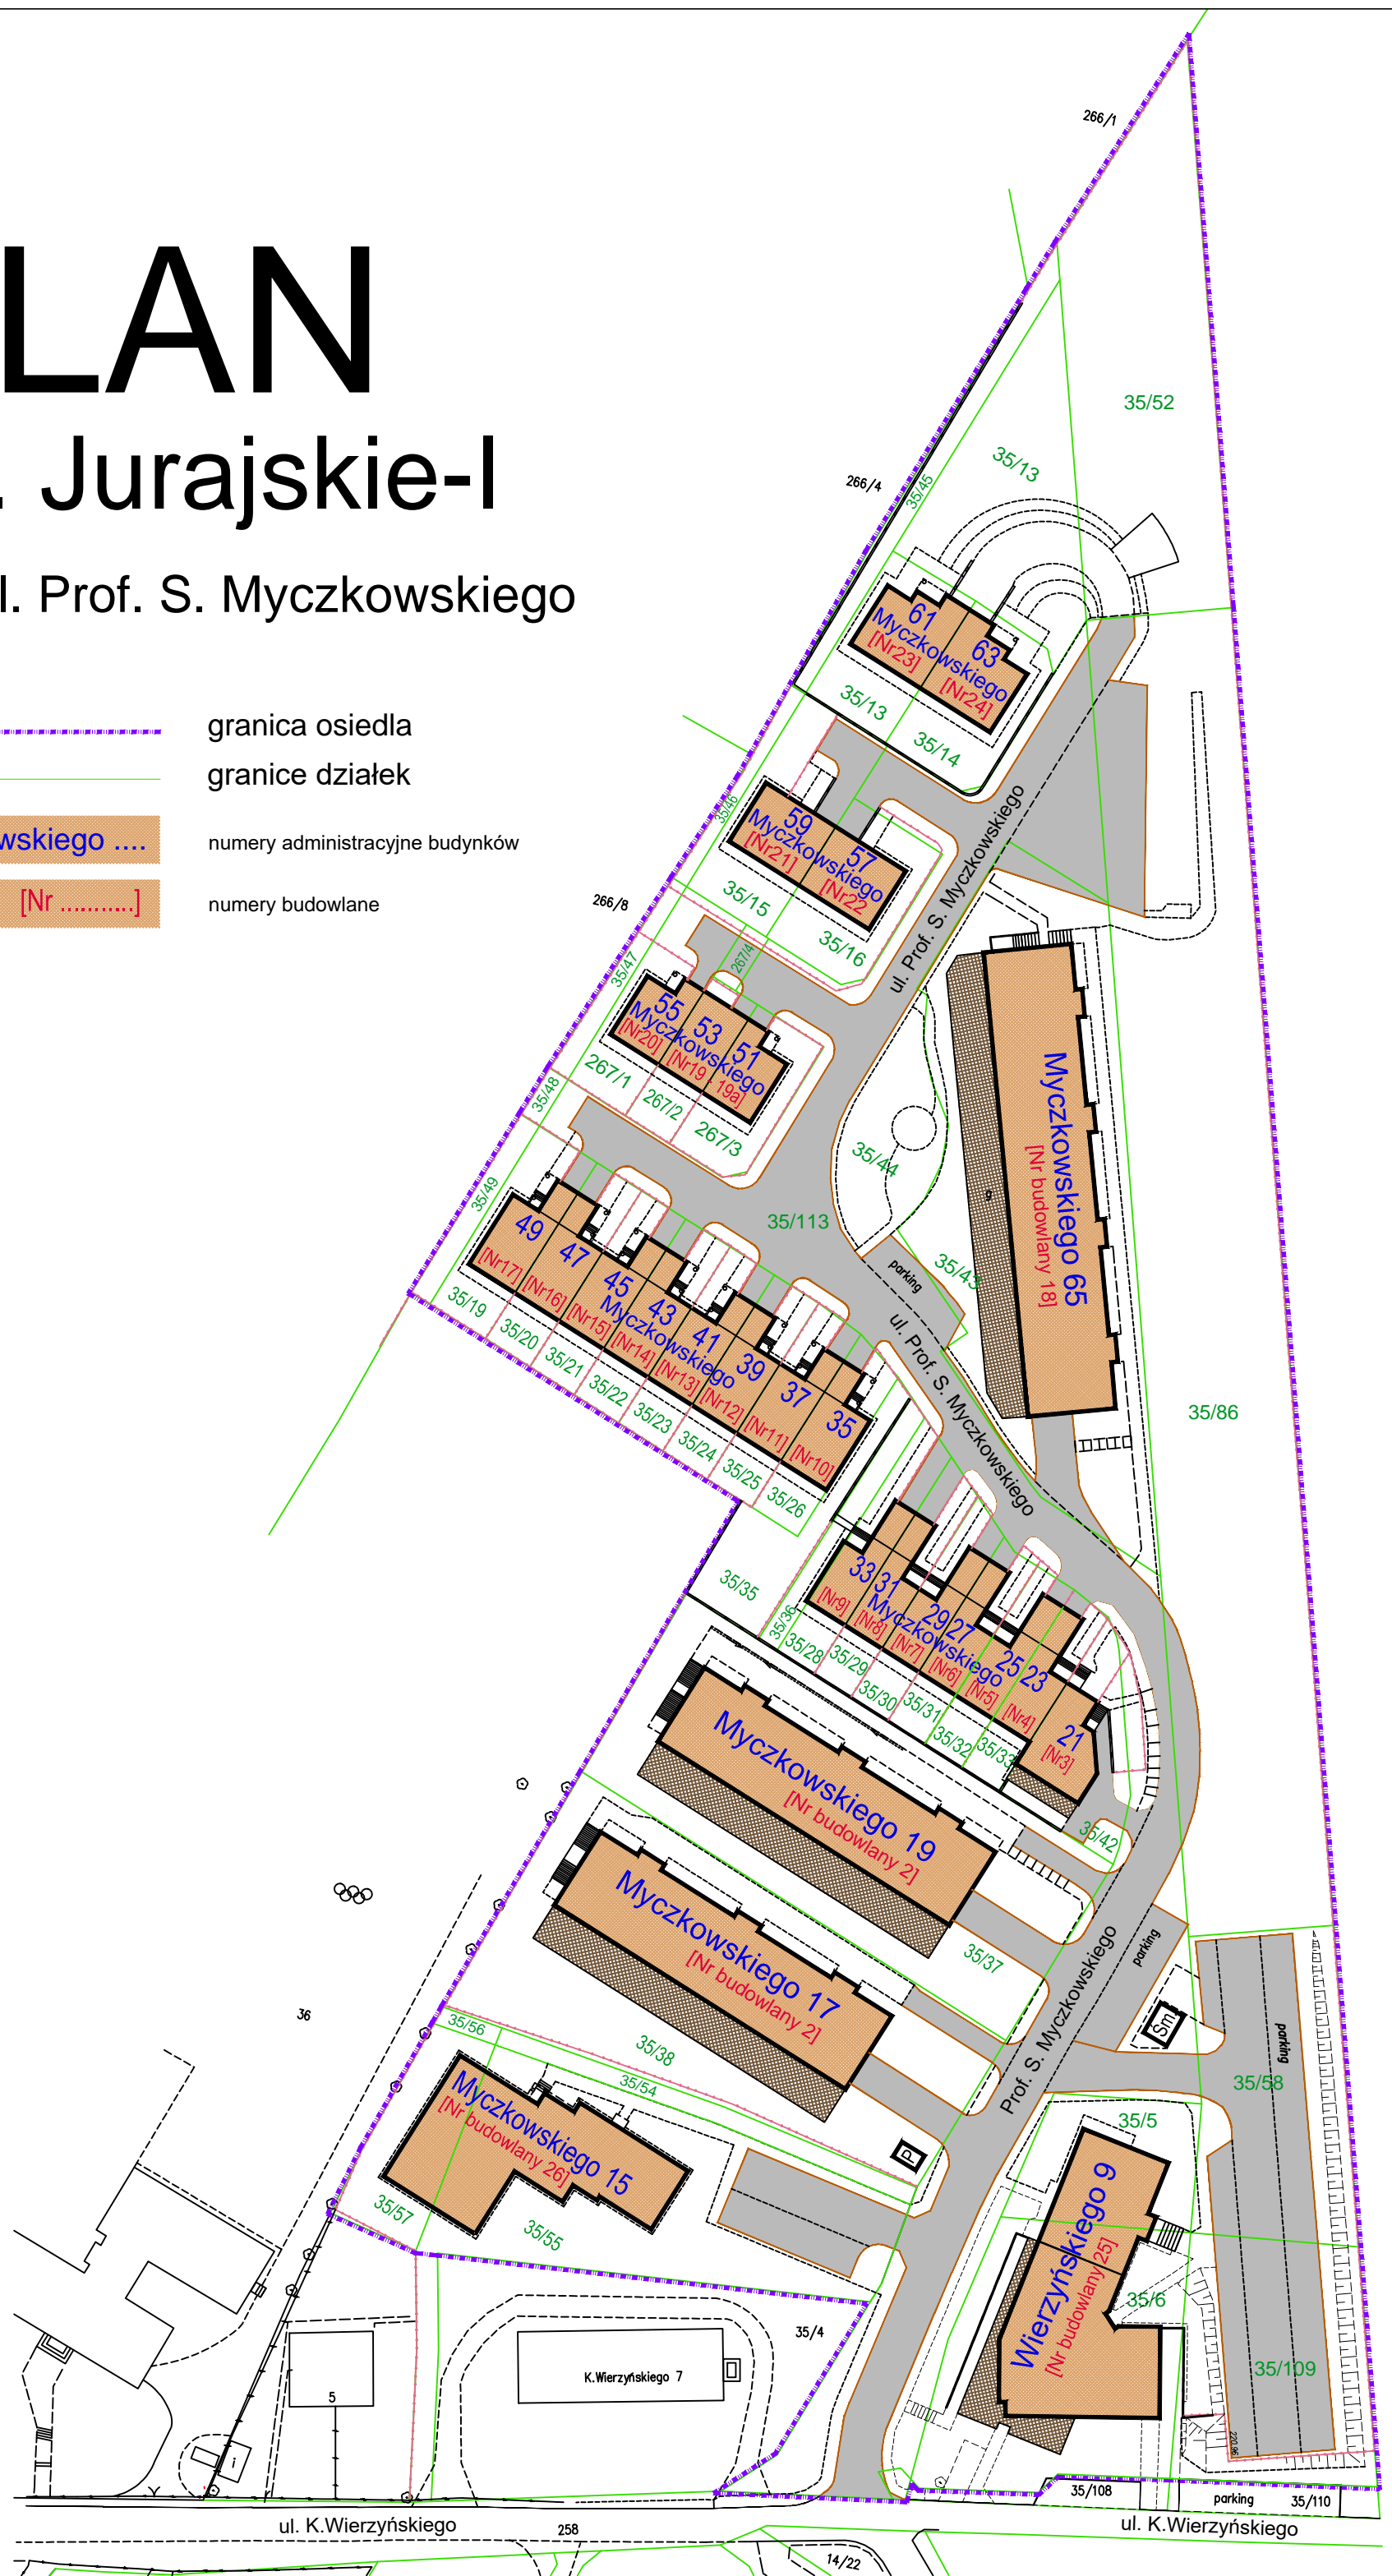 LAN
. Jurajskie-I
l. Prof. S. Myczkowskiego
granica osiedla
granice działek
wskiego ....
numery administracyjne budynków
[Nr ...........]
numery budowlane
266/1
35/52
35/13
35/45
266/4
61
Myczkowskiego
63
[Nr23]
[Nr24]
35/13
35/14
35/46
59
Myczkowskiego
57
[Nr21]
[Nr22
35/15
35/16
ul. Prof. S. Myczkowskiego
266/8
35/47
267/4
55
53
51
Myczkowskiego
[Nr20]
[Nr19 - 19a]
267/1
267/2
267/3
35/48
35/49
35/44
35/113
35/43
parking
Myczkowskiego 65
[Nr budowlany 18]
49
47
45
43
41
39
37
35
Myczkowskiego
[Nr17]
[Nr16]
[Nr15]
[Nr14]
[Nr13]
[Nr12]
[Nr11]
[Nr10]
35/19
35/20
35/21
35/22
35/23
35/24
35/25
35/26
ul. Prof. S. Myczkowskiego
35/86
35/35
35/36
33
31
29
27
25
23
21
Myczkowskiego
[Nr9]
[Nr8]
[Nr7]
[Nr6]
[Nr5]
[Nr4]
[Nr3]
35/28
35/29
35/30
35/31
35/32
35/33
35/42
Myczkowskiego 19
[Nr budowlany 2]
Myczkowskiego 17
[Nr budowlany 2]
35/37
Prof. S. Myczkowskiego
parking
Sm
parking
35/58
36
35/56
35/38
35/54
Myczkowskiego 15
[Nr budowlany 26]
P
35/57
35/55
35/5
Wierzyńskiego 9
[Nr budowlany 25]
35/6
35/109
35/4
K.Wierzyńskiego 7
5
220.96
35/108
parking
35/110
ul. K.Wierzyńskiego
258
ul. K.Wierzyńskiego
14/22